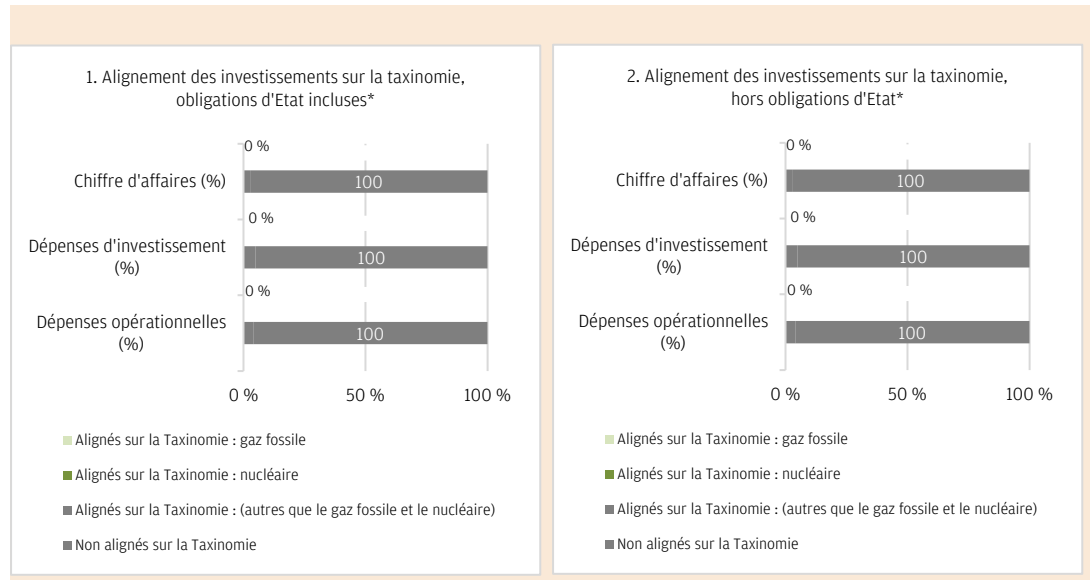 1. Alignement des investissements sur la taxinomie,
obligations d'Etat incluses*
0 %
Chiffre d'affaires (%)
100
0 %
Dépenses d'investissement
(%)
100
0 %
Dépenses opérationnelles
(%)
100
0 %
50 %
100 %
Alignés sur la Taxinomie : gaz fossile
Alignés sur la Taxinomie : nucléaire
Alignés sur la Taxinomie : (autres que le gaz fossile et le nucléaire)
Non alignés sur la Taxinomie
2. Alignement des investissements sur la taxinomie,
hors obligations d'Etat*
0 %
Chiffre d'affaires (%)
100
0 %
Dépenses d'investissement
(%)
100
0 %
Dépenses opérationnelles
(%)
100
0 %
50 %
100 %
Alignés sur la Taxinomie : gaz fossile
Alignés sur la Taxinomie : nucléaire
Alignés sur la Taxinomie : (autres que le gaz fossile et le nucléaire)
Non alignés sur la Taxinomie